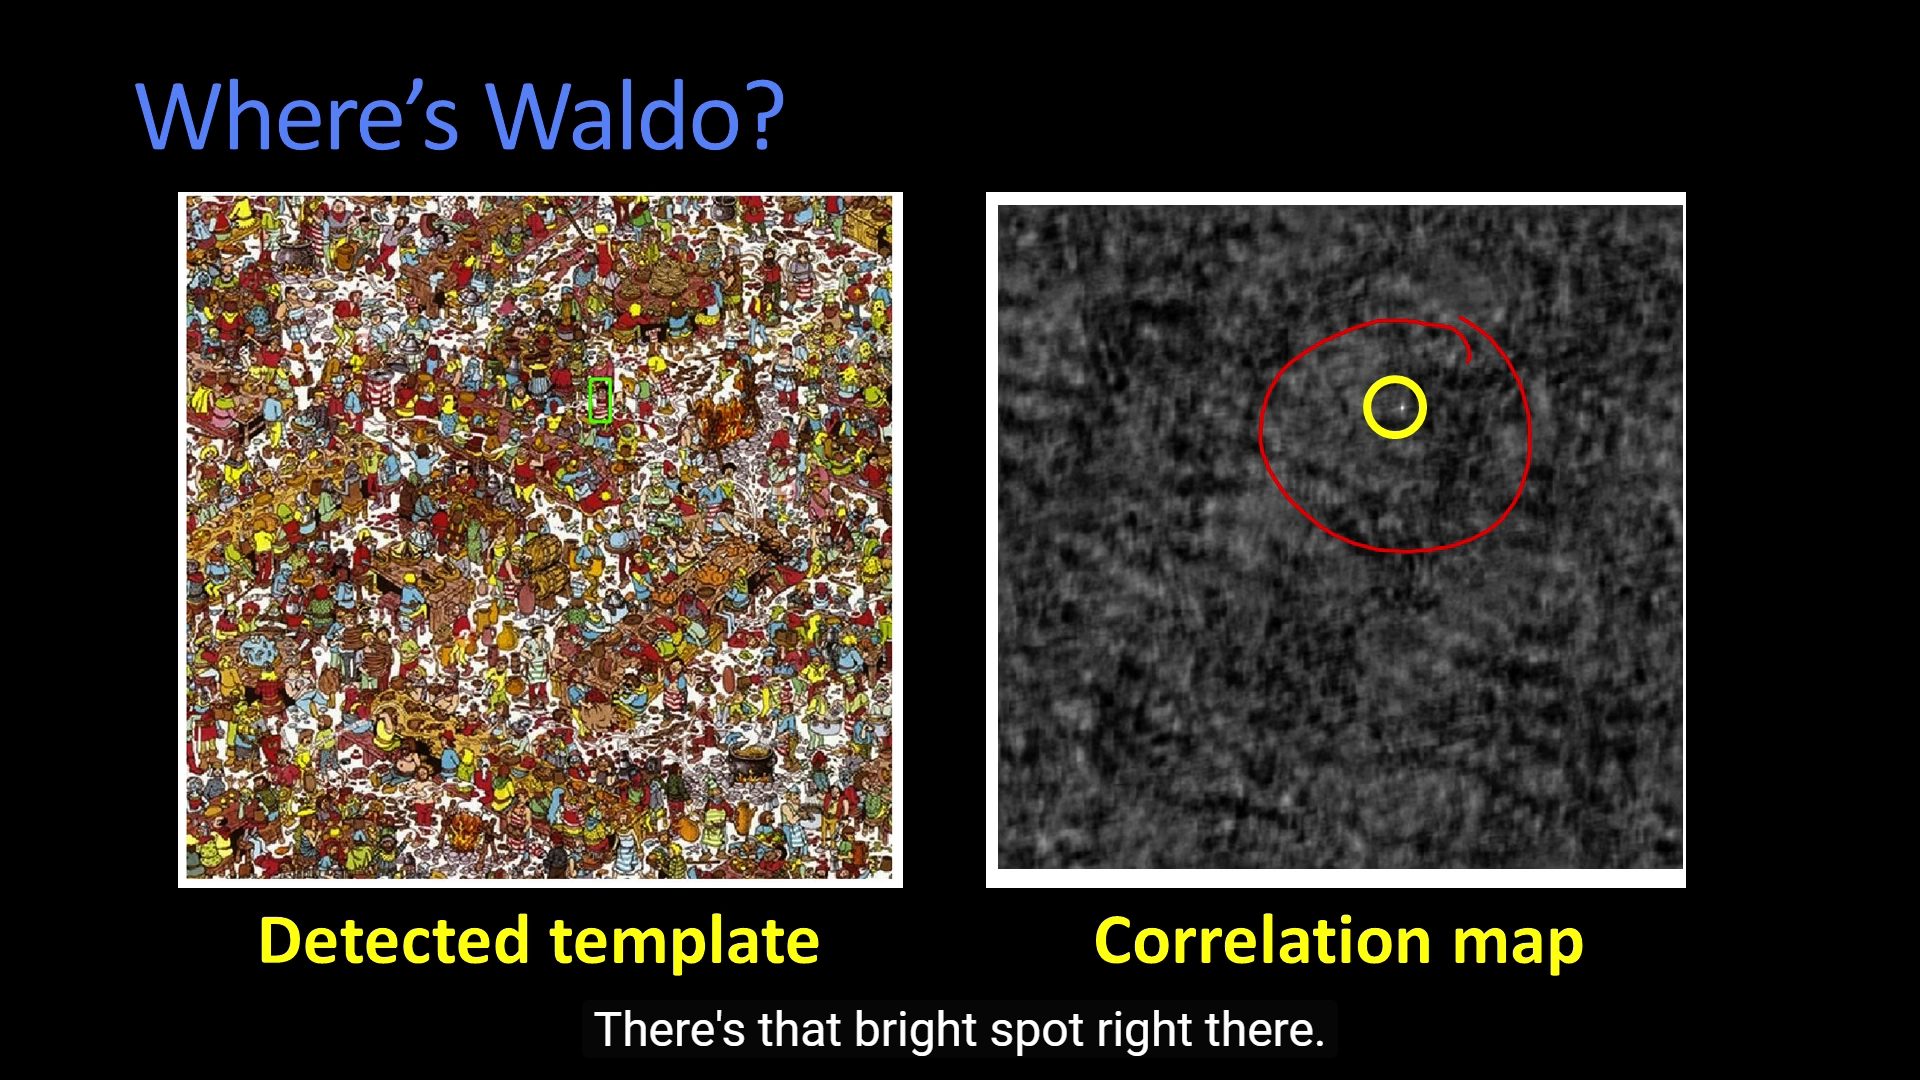 Where’s Waldo?
Detected template
Correlation map
There's that bright spot right there.